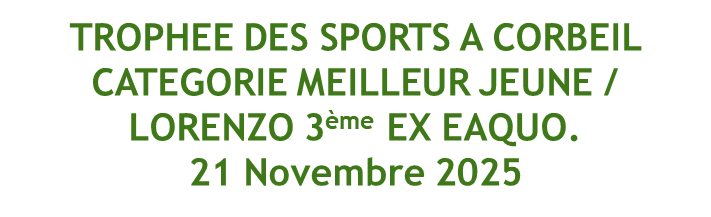 TROPHEE DES SPORTS A CORBEIL
CATEGORIE MEILLEUR JEUNE /
LORENZO 3ème EX EAQUO.
21 Novembre 2025